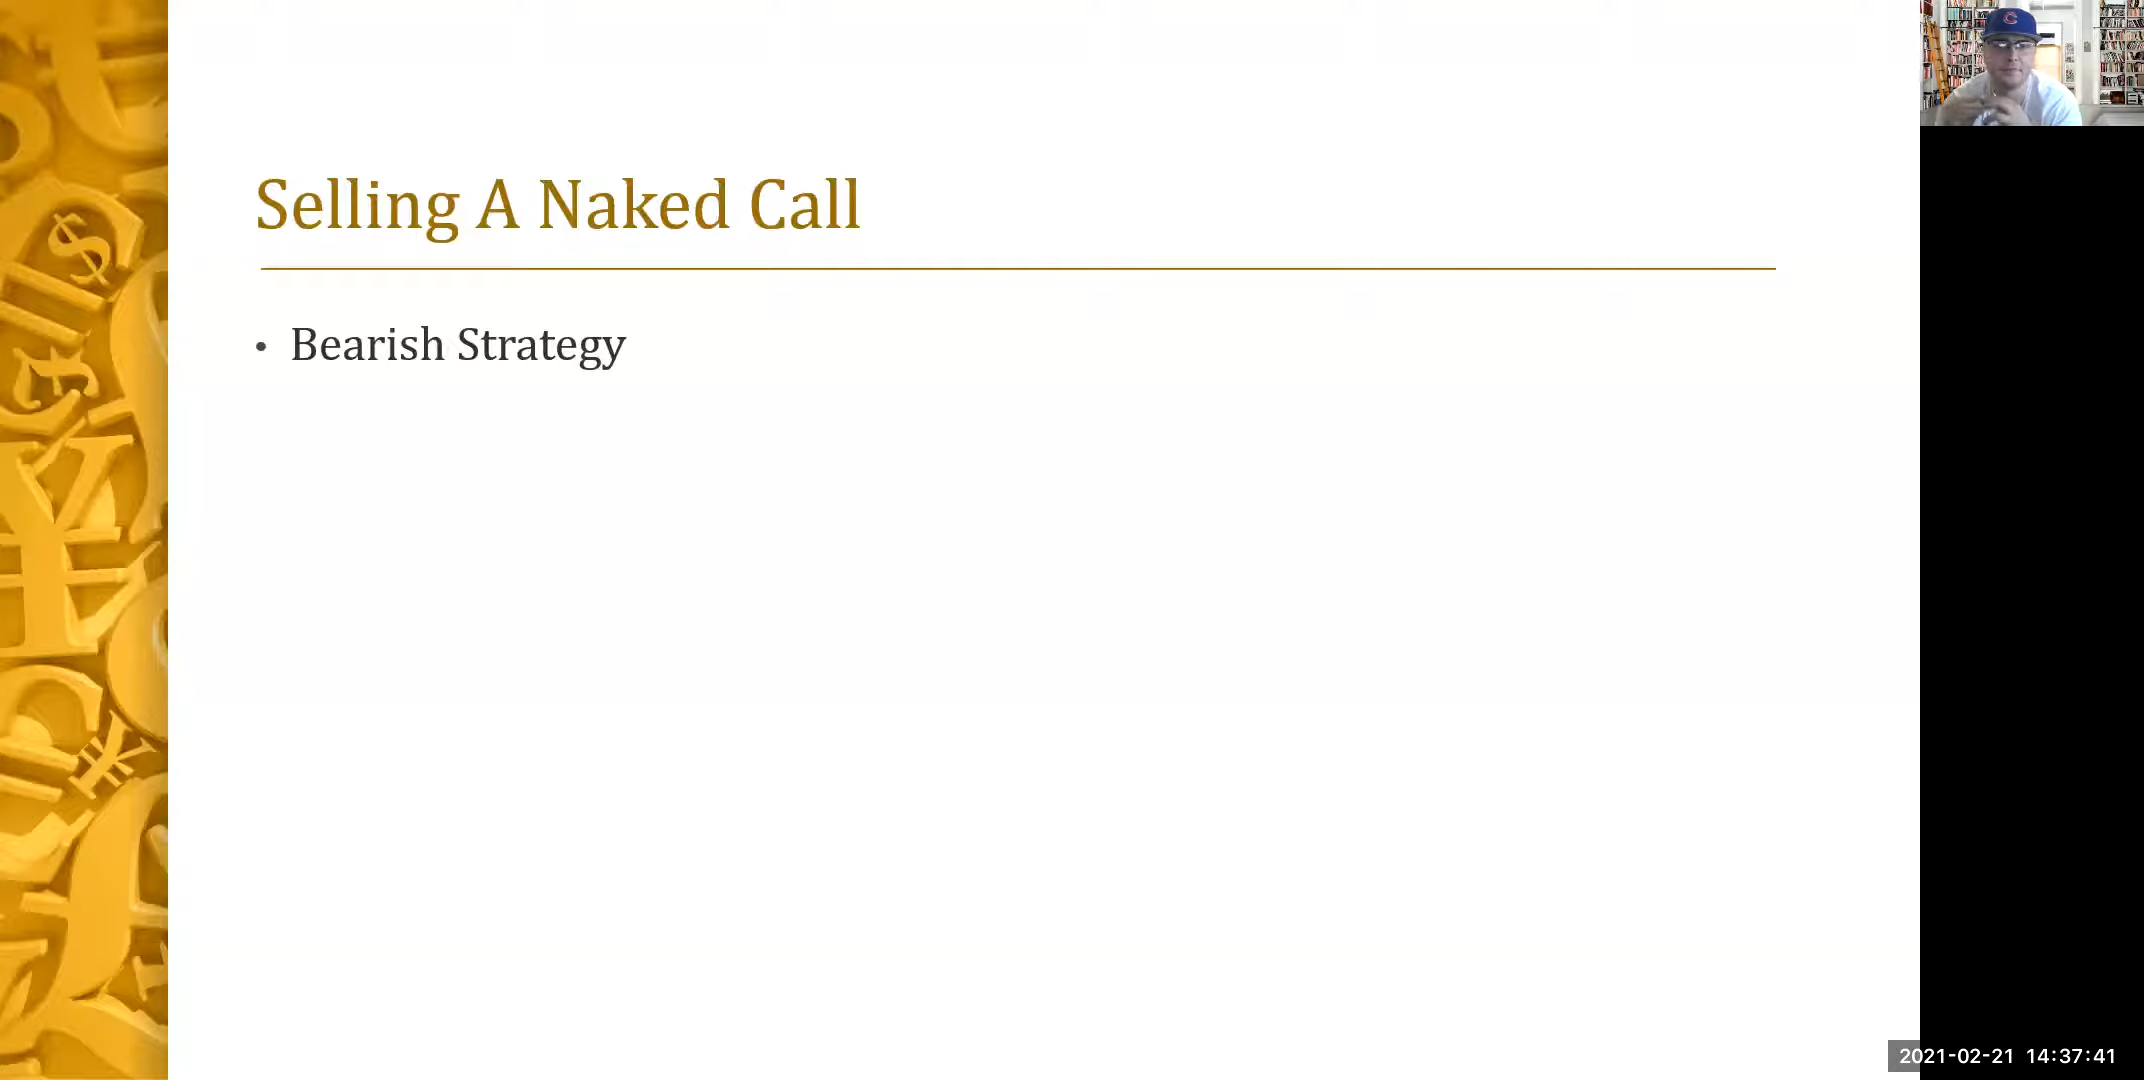 Selling A Naked Call
• Bearish Strategy
C
2021-02-21 14:37:41